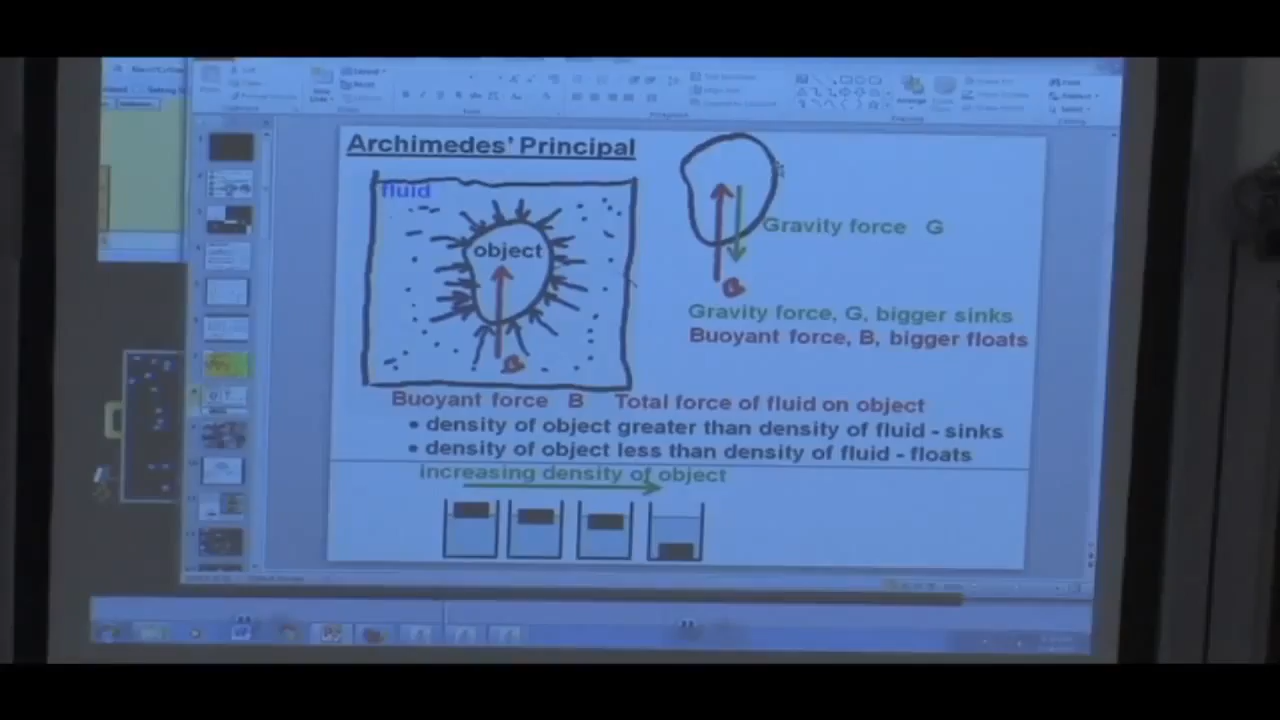 Archimedes' Principal
fluid
object
B
Gravity force G
B
Gravity force, G, bigger sinks
Buoyant force, B, bigger floats
Buoyant force B Total force of fluid on object
• density of object greater than density of fluid - sinks
• density of object less than density of fluid - floats
increasing density of object